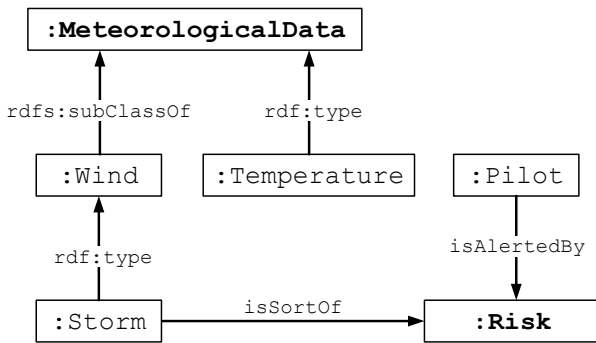 :MeteorologicalData
rdfs:subClassOf
rdf:type
:Wind
:Temperature
:Pilot
rdf:type
isAlertedBy
isSortOf
:Storm
:Risk